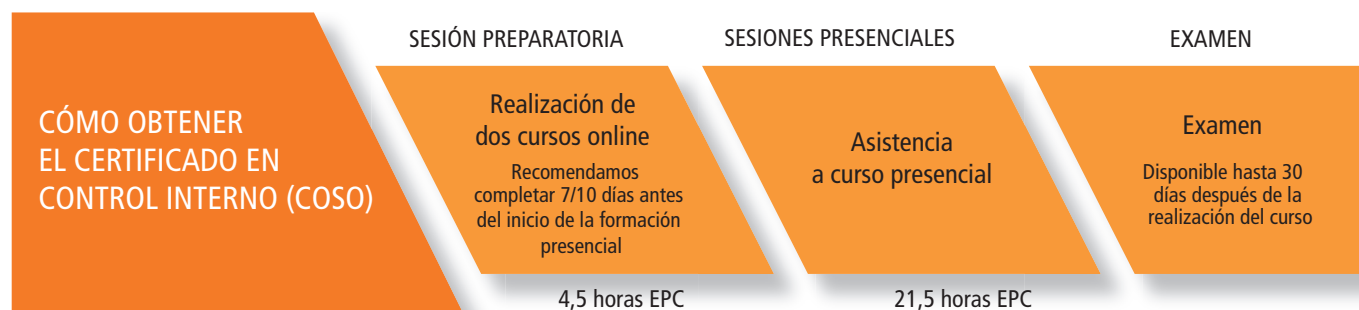 CÓMO OBTENER
EL CERTIFICADO EN
CONTROL INTERNO (COSO)
SESIÓN PREPARATORIA
Realización de
dos cursos online
Recomendamos
completar 7/10 días antes
del inicio de la formación
presencial
4,5 horas EPC
SESIONES PRESENCIALES
Asistencia
a curso presencial
21,5 horas EPC
EXAMEN
Examen
Disponible hasta 30
días después de la
realización del curso